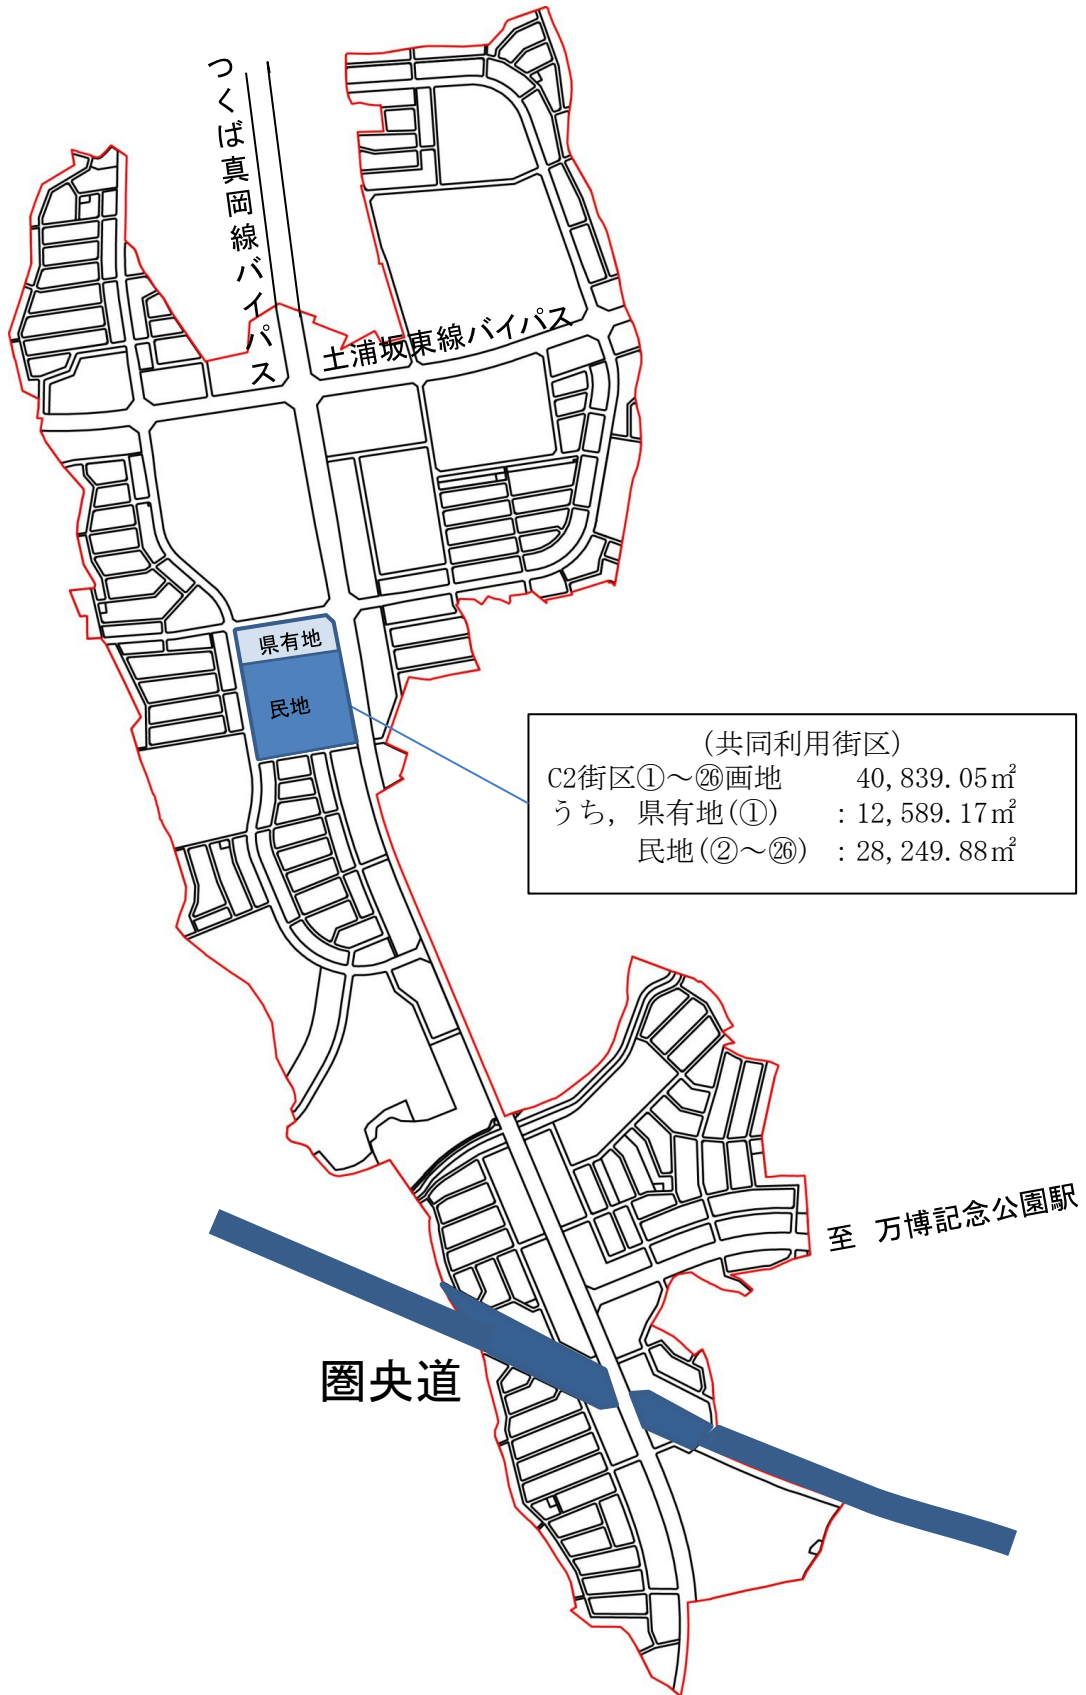 つくば真岡線バイパス
土浦坂東線バイパス
県有地
民地
(共同利用街区)
C2街区①～㉖画地　40,839.05㎡
うち，県有地(①)　：12,589.17㎡
民地(②～㉖)　：28,249.88㎡
至　万博記念公園駅
圏央道